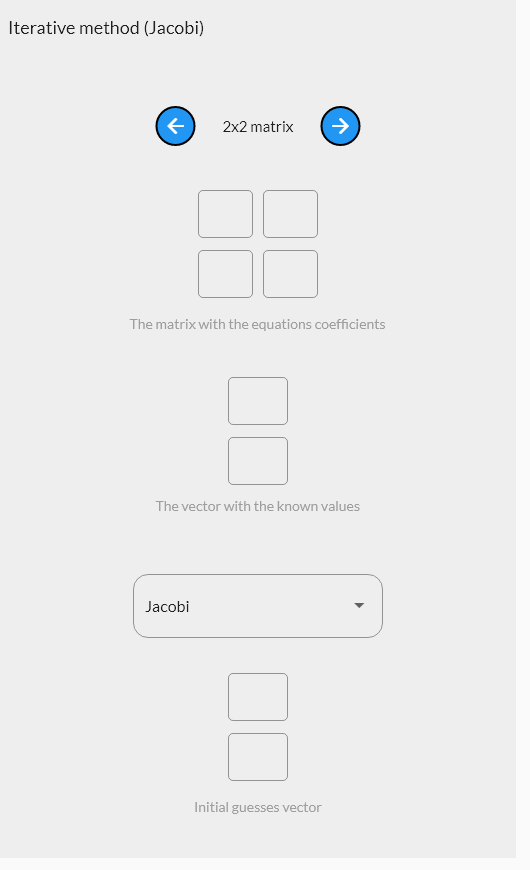 Iterative method (Jacobi)
2x2 matrix
The matrix with the equations coefficients
The vector with the known values
Jacobi
Initial guesses vector